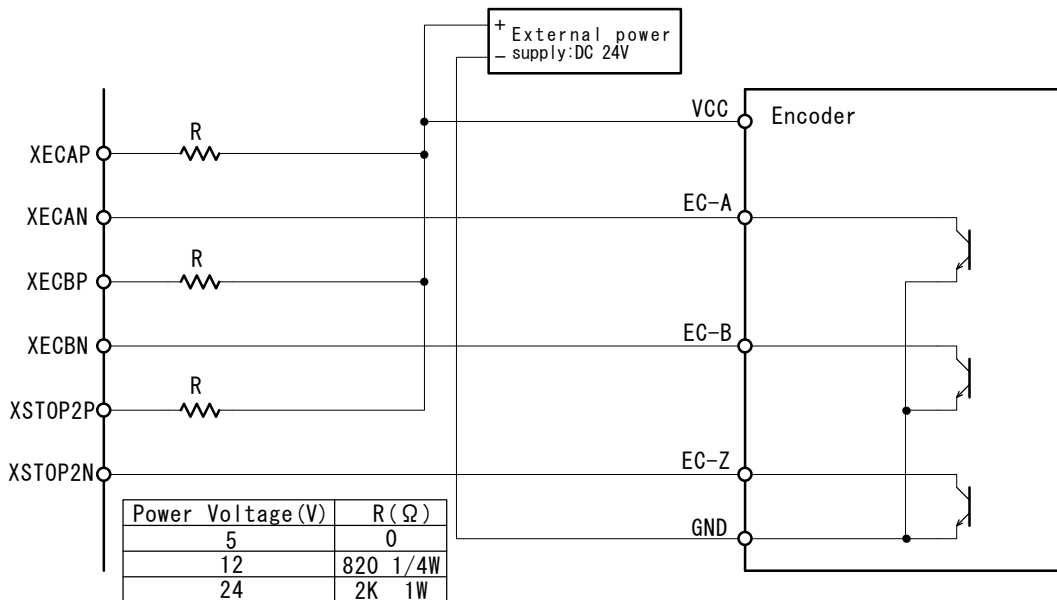 + External power
− supply:DC 24V
VCC
Encoder
R
XECAP
XECAN
EC-A
R
XECBP
XECBN
EC-B
R
XSTOP2P
XSTOP2N
EC-Z
GND
Power Voltage(V) R(Ω)
5 0
12 820 1/4W
24 2K 1W